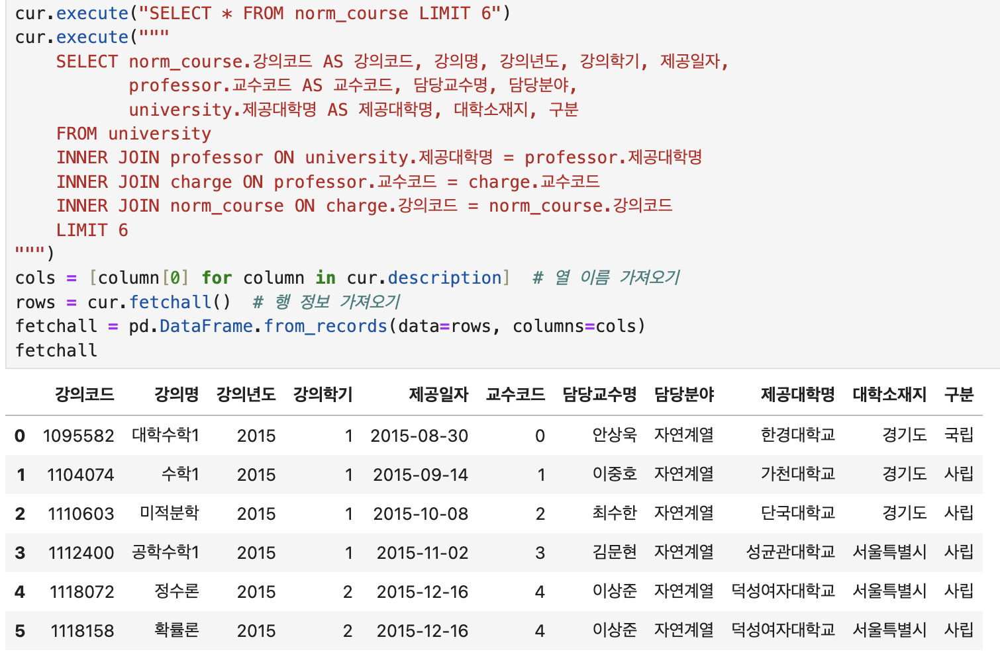 cur.execute("SELECT * FROM norm_course LIMIT 6")
cur.execute("""
    SELECT norm_course.강의코드 AS 강의코드, 강의명, 강의년도, 강의학기, 제공일자,
           professor.교수코드 AS 교수코드, 담당교수명, 담당분야,
           university.제공대학명 AS 제공대학명, 대학소재지, 구분
    FROM university
    INNER JOIN professor ON university.제공대학명 = professor.제공대학명
    INNER JOIN charge ON professor.교수코드 = charge.교수코드
    INNER JOIN norm_course ON charge.강의코드 = norm_course.강의코드
    LIMIT 6
""")
cols = [column[0] for column in cur.description]  # 열 이름 가져오기
rows = cur.fetchall()  # 행 정보 가져오기
fetchall = pd.DataFrame.from_records(data=rows, columns=cols)
fetchall
강의코드 강의명 강의년도 강의학기 제공일자 교수코드 담당교수명 담당분야 제공대학명 대학소재지 구분
0 1095582 대학수학1 2015 1 2015-08-30 0 안상욱 자연계열 한경대학교 경기도 국립
1 1104074 수학1 2015 1 2015-09-14 1 이중호 자연계열 가천대학교 경기도 사립
2 1110603 미적분학 2015 1 2015-10-08 2 최수한 자연계열 단국대학교 경기도 사립
3 1112400 공학수학1 2015 1 2015-11-02 3 김문현 자연계열 성균관대학교 서울특별시 사립
4 1118072 정수론 2015 2 2015-12-16 4 이상준 자연계열 덕성여자대학교 서울특별시 사립
5 1118158 확률론 2015 2 2015-12-16 4 이상준 자연계열 덕성여자대학교 서울특별시 사립